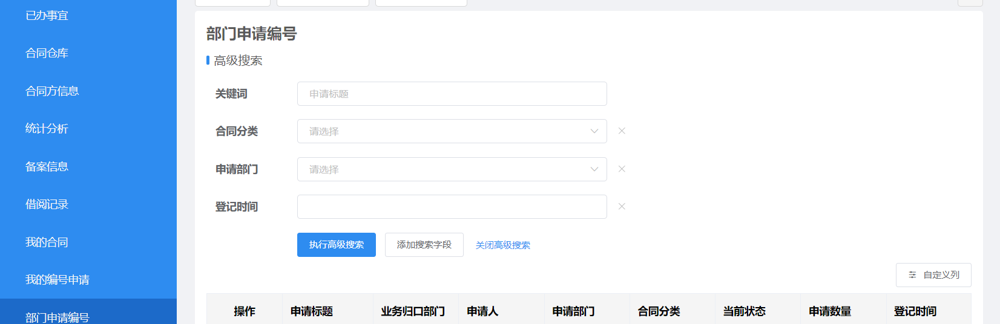 已办事宜
合同仓库
合同方信息
统计分析
备案信息
借阅记录
我的合同
我的编号申请
部门申请编号
部门申请编号
高级搜索
关键词 申请标题
合同分类 请选择
申请部门 请选择
登记时间
执行高级搜索 添加搜索字段 关闭高级搜索
自定义列
操作 申请标题 业务归口部门 申请人 申请部门 合同分类 当前状态 申请数量 登记时间